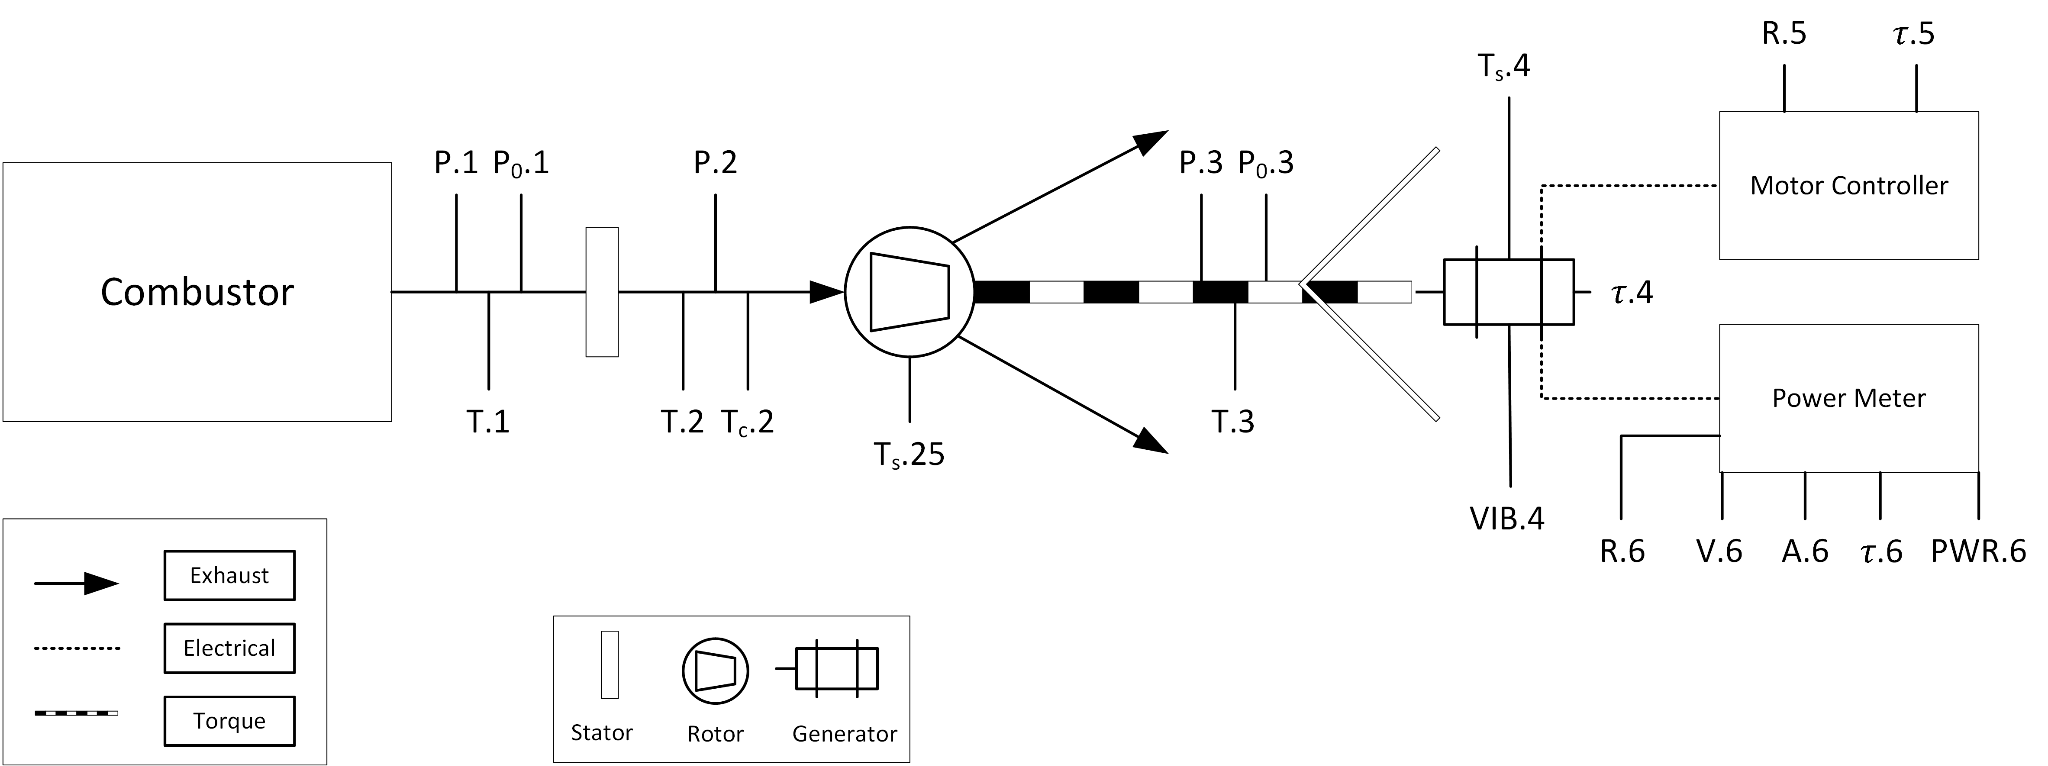 R.5 𝜏.5
Tₛ.4
P.1 P₀.1 P.2 P.3 P₀.3
Motor Controller
Combustor
𝜏.4
Power Meter
T.1 T.2 T꜀.2 T.3
Tₛ.25
VIB.4
R.6 V.6 A.6 𝜏.6 PWR.6
Exhaust
Electrical
Torque
Stator Rotor Generator